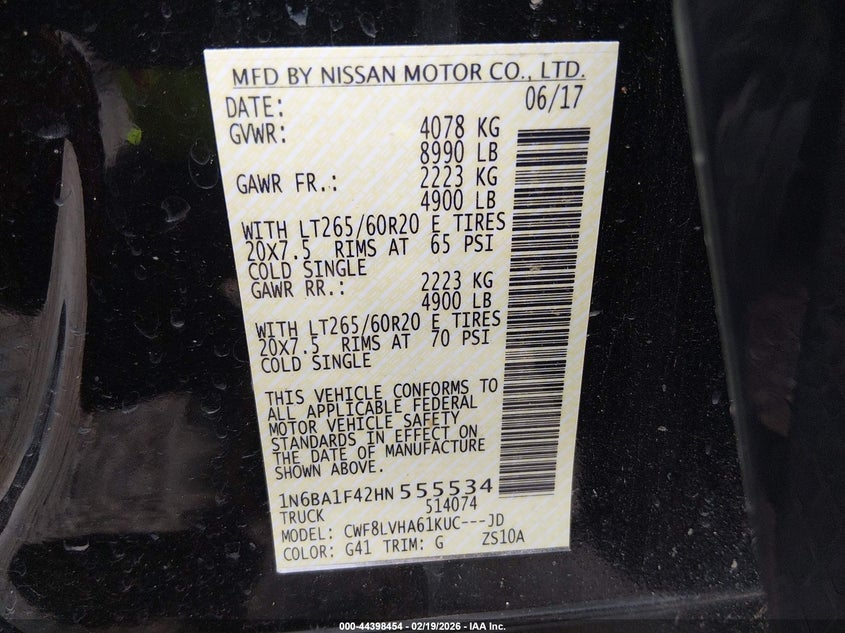 MFD BY NISSAN MOTOR CO., LTD.
DATE: 06/17
GVWR: 4078 KG
8990 LB
GAWR FR.: 2223 KG
4900 LB
WITH LT265/60R20 E TIRES
20X7.5 RIMS AT 65 PSI
COLD SINGLE
GAWR RR.: 2223 KG
4900 LB
WITH LT265/60R20 E TIRES
20X7.5 RIMS AT 70 PSI
COLD SINGLE
THIS VEHICLE CONFORMS TO
ALL APPLICABLE FEDERAL
MOTOR VEHICLE SAFETY
STANDARDS IN EFFECT ON
THE DATE OF MANUFACTURE
SHOWN ABOVE.
1N6BA1F42HN555534
TRUCK 514074
MODEL: CWF8LVHA61KUC---JD
COLOR: G41 TRIM: G ZS10A
000-44398454 - 02/19/2026 - IAA Inc.